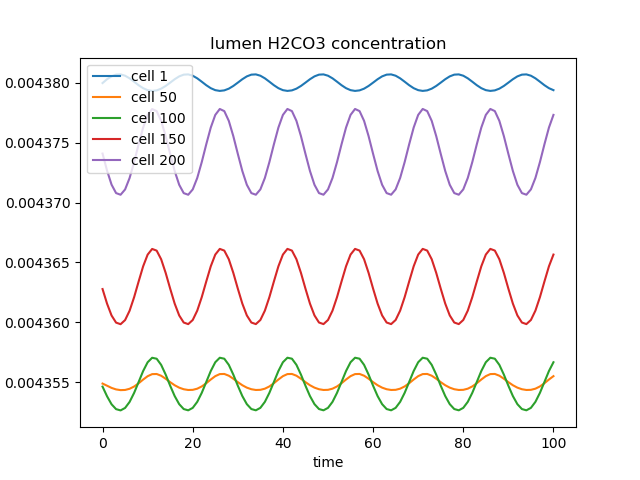 lumen H2CO3 concentration
0.004380
0.004375
0.004370
0.004365
0.004360
0.004355
cell 1
cell 50
cell 100
cell 150
cell 200
0 20 40 60 80 100
time